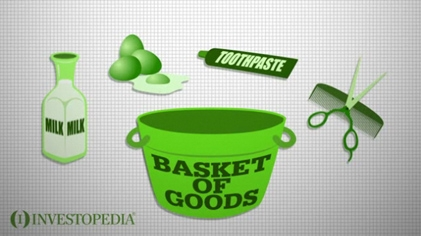 TOOTHPASTE
MILK MILK
BASKET
OF
GOODS
INVESTOPEDIA